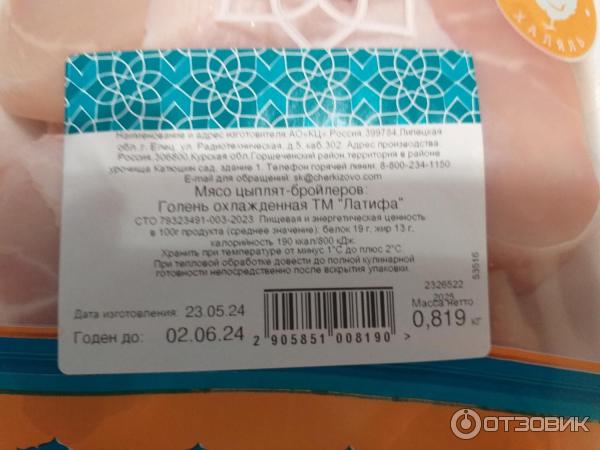 ХАЛЯЛЬ
Наименование и адрес изготовителя АО«КЦ»,Россия,399784,Липецкая
обл.,г. Елец, ул. Радиотехническая, д.5, каб.302. Адрес производства:
Россия,306800,Курская обл.,Горшеченский район,территория в районе
урочища Катюшин сад, здание 1. Телефон горячей линии: 8-800-234-1150
E-mail для обращений: sk@cherkizovo.com
Мясо цыплят-бройлеров:
Голень охлажденная ТМ "Латифа"
СТО 79323491-003-2023 Пищевая и энергетическая ценность
в 100г продукта (среднее значение): белок 19 г, жир 13 г,
калорийность 190 ккал/800 кДж.
Хранить при температуре от минус 1°С до плюс 2°С.
При тепловой обработке довести до полной кулинарной
готовности непосредственно после вскрытия упаковки.
53516
2326522
Дата изготовления: 23.05.24
Масса нетто
Годен до: 02.06.24
0,819 кг
2 905851 008190 >
ОТЗОВИК